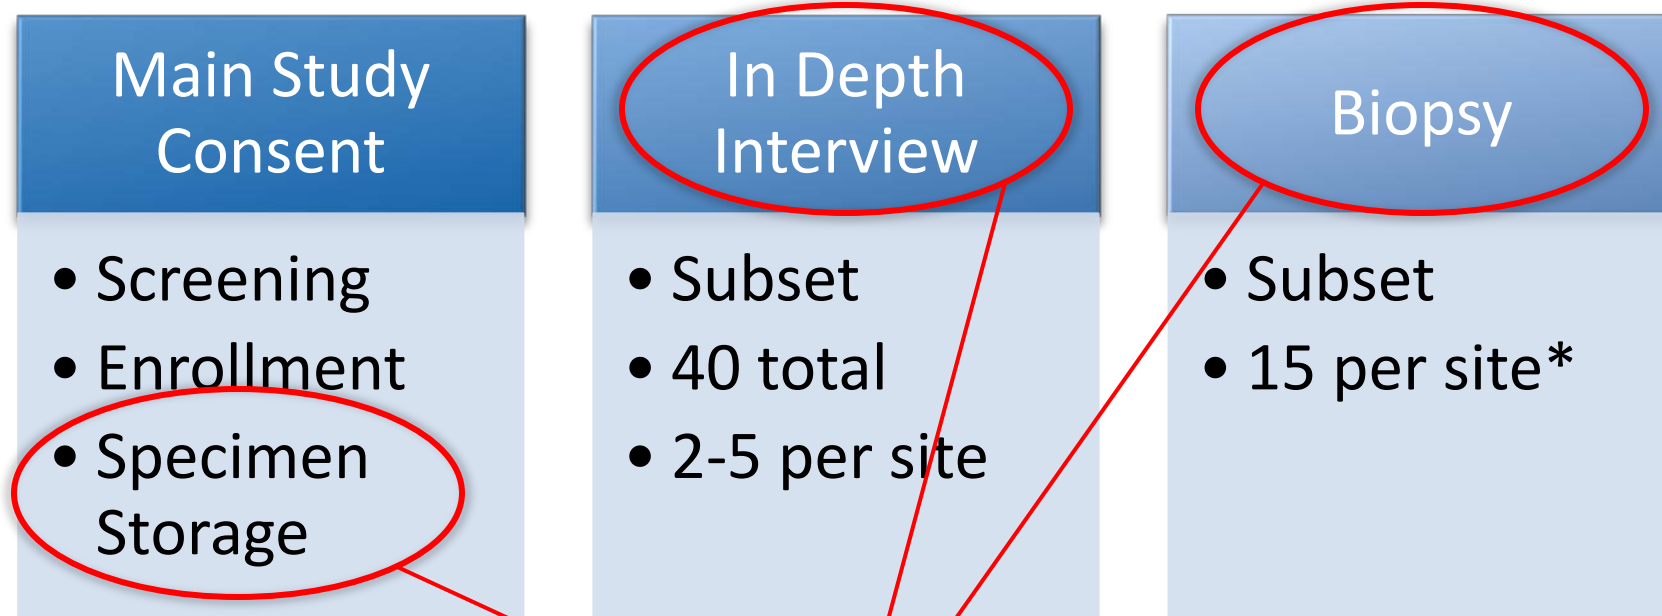 Main Study
Consent
• Screening
• Enrollment
• Specimen
Storage
In Depth
Interview
• Subset
• 40 total
• 2-5 per site
Biopsy
• Subset
• 15 per site*